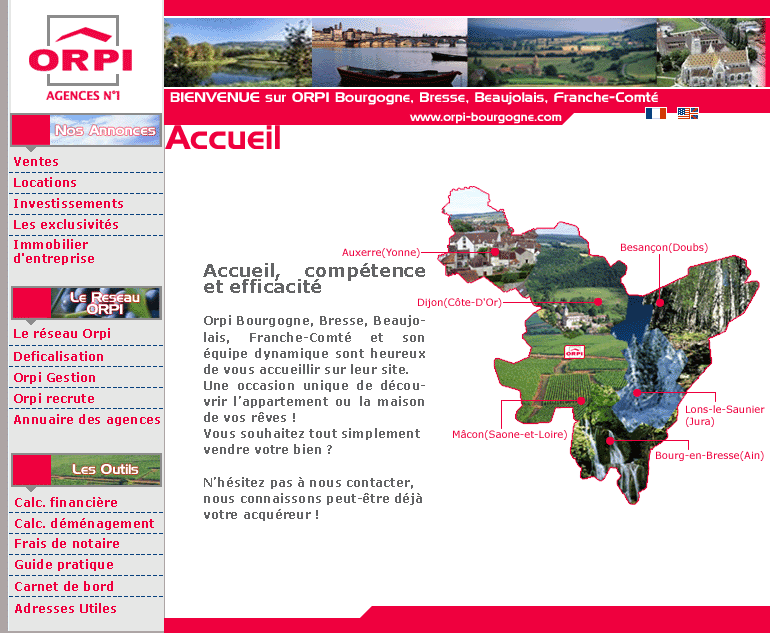 ORPI
AGENCES N°1
BIENVENUE sur ORPI Bourgogne, Bresse, Beaujolais, Franche-Comté
www.orpi-bourgogne.com
Accueil
Nos Annonces
Ventes
Locations
Investissements
Les exclusivités
Immobilier
d'entreprise
Le Reseau
ORPI
Le réseau Orpi
Deficalisation
Orpi Gestion
Orpi recrute
Annuaire des agences
Les Outils
Calc. financière
Calc. déménagement
Frais de notaire
Guide pratique
Carnet de bord
Adresses Utiles
Accueil, compétence
et efficacité
Orpi Bourgogne, Bresse, Beaujo-
lais, Franche-Comté et son
équipe dynamique sont heureux
de vous accueillir sur leur site.
Une occasion unique de décou-
vrir l'appartement ou la maison
de vos rêves !
Vous souhaitez tout simplement
vendre votre bien ?
N'hésitez pas à nous contacter,
nous connaissons peut-être déjà
votre acquéreur !
Auxerre(Yonne)
Besançon(Doubs)
Dijon(Côte-D'Or)
ORPI
Lons-le-Saunier
(Jura)
Mâcon(Saone-et-Loire)
Bourg-en-Bresse(Ain)